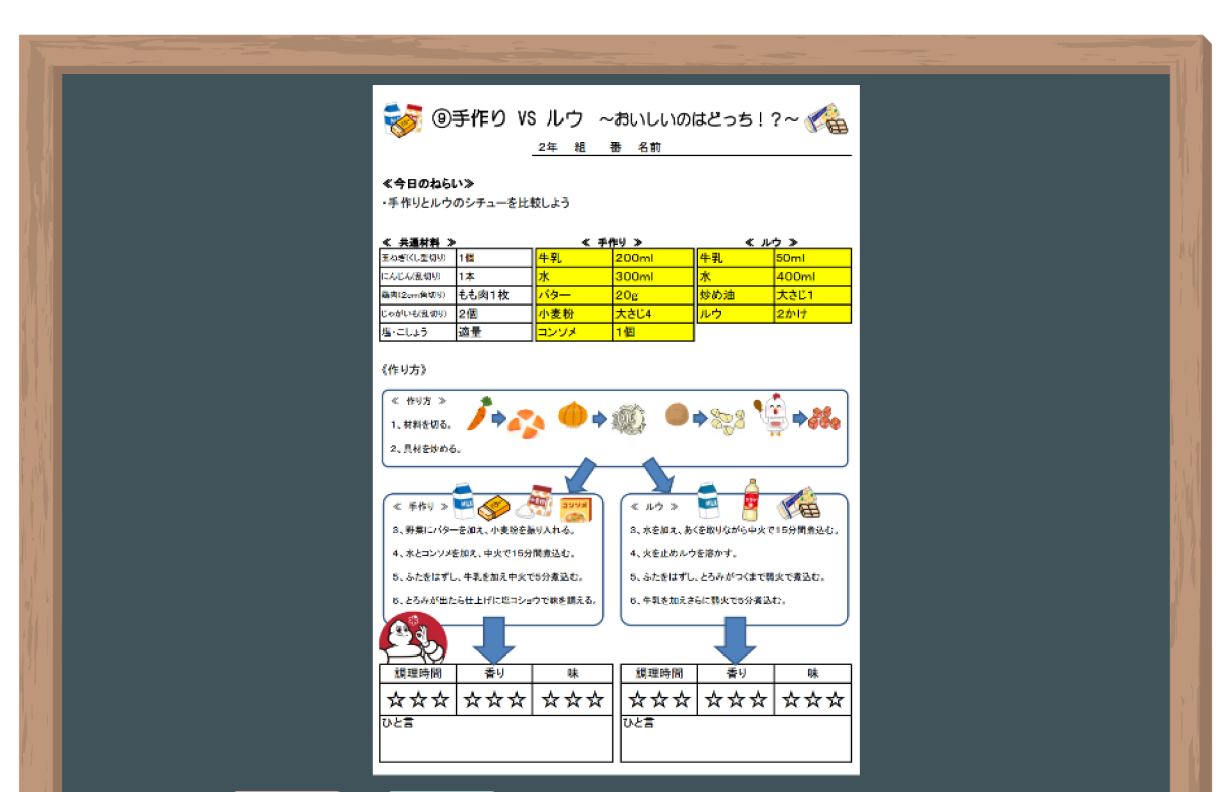 ⑨手作り VS ルウ ～おいしいのはどっち！？～
2年 組 番 名前
≪今日のねらい≫
・手作りとルウのシチューを比較しよう
≪ 共通材料 ≫ ≪ 手作り ≫ ≪ ルウ ≫
玉ねぎ(くし型切り) 1個 牛乳 200ml 牛乳 50ml
にんじん(乱切り) 1本 水 300ml 水 400ml
鶏肉(2cm角切り) もも肉1枚 バター 20g 炒め油 大さじ1
じゃがいも(乱切り) 2個 小麦粉 大さじ4 ルウ 2かけ
塩・こしょう 適量 コンソメ 1個
《作り方》
≪ 作り方 ≫
1、材料を切る。
2、具材を炒める。
≪ 手作り ≫
MILK
コンソメ
3、野菜にバターを加え、小麦粉を振り入れる。
4、水とコンソメを加え、中火で15分間煮込む。
5、ふたをはずし、牛乳を加え中火で5分煮込む。
6、とろみが出たら仕上げに塩コショウで味を調える。
≪ ルウ ≫
MILK
3、水を加え、あくを取りながら中火で15分間煮込む。
4、火を止めルウを溶かす。
5、ふたをはずし、とろみがつくまで弱火で煮込む。
6、牛乳を加えさらに弱火で5分煮込む。
調理時間 香り 味 調理時間 香り 味
☆☆☆ ☆☆☆ ☆☆☆ ☆☆☆ ☆☆☆ ☆☆☆
ひと言 ひと言